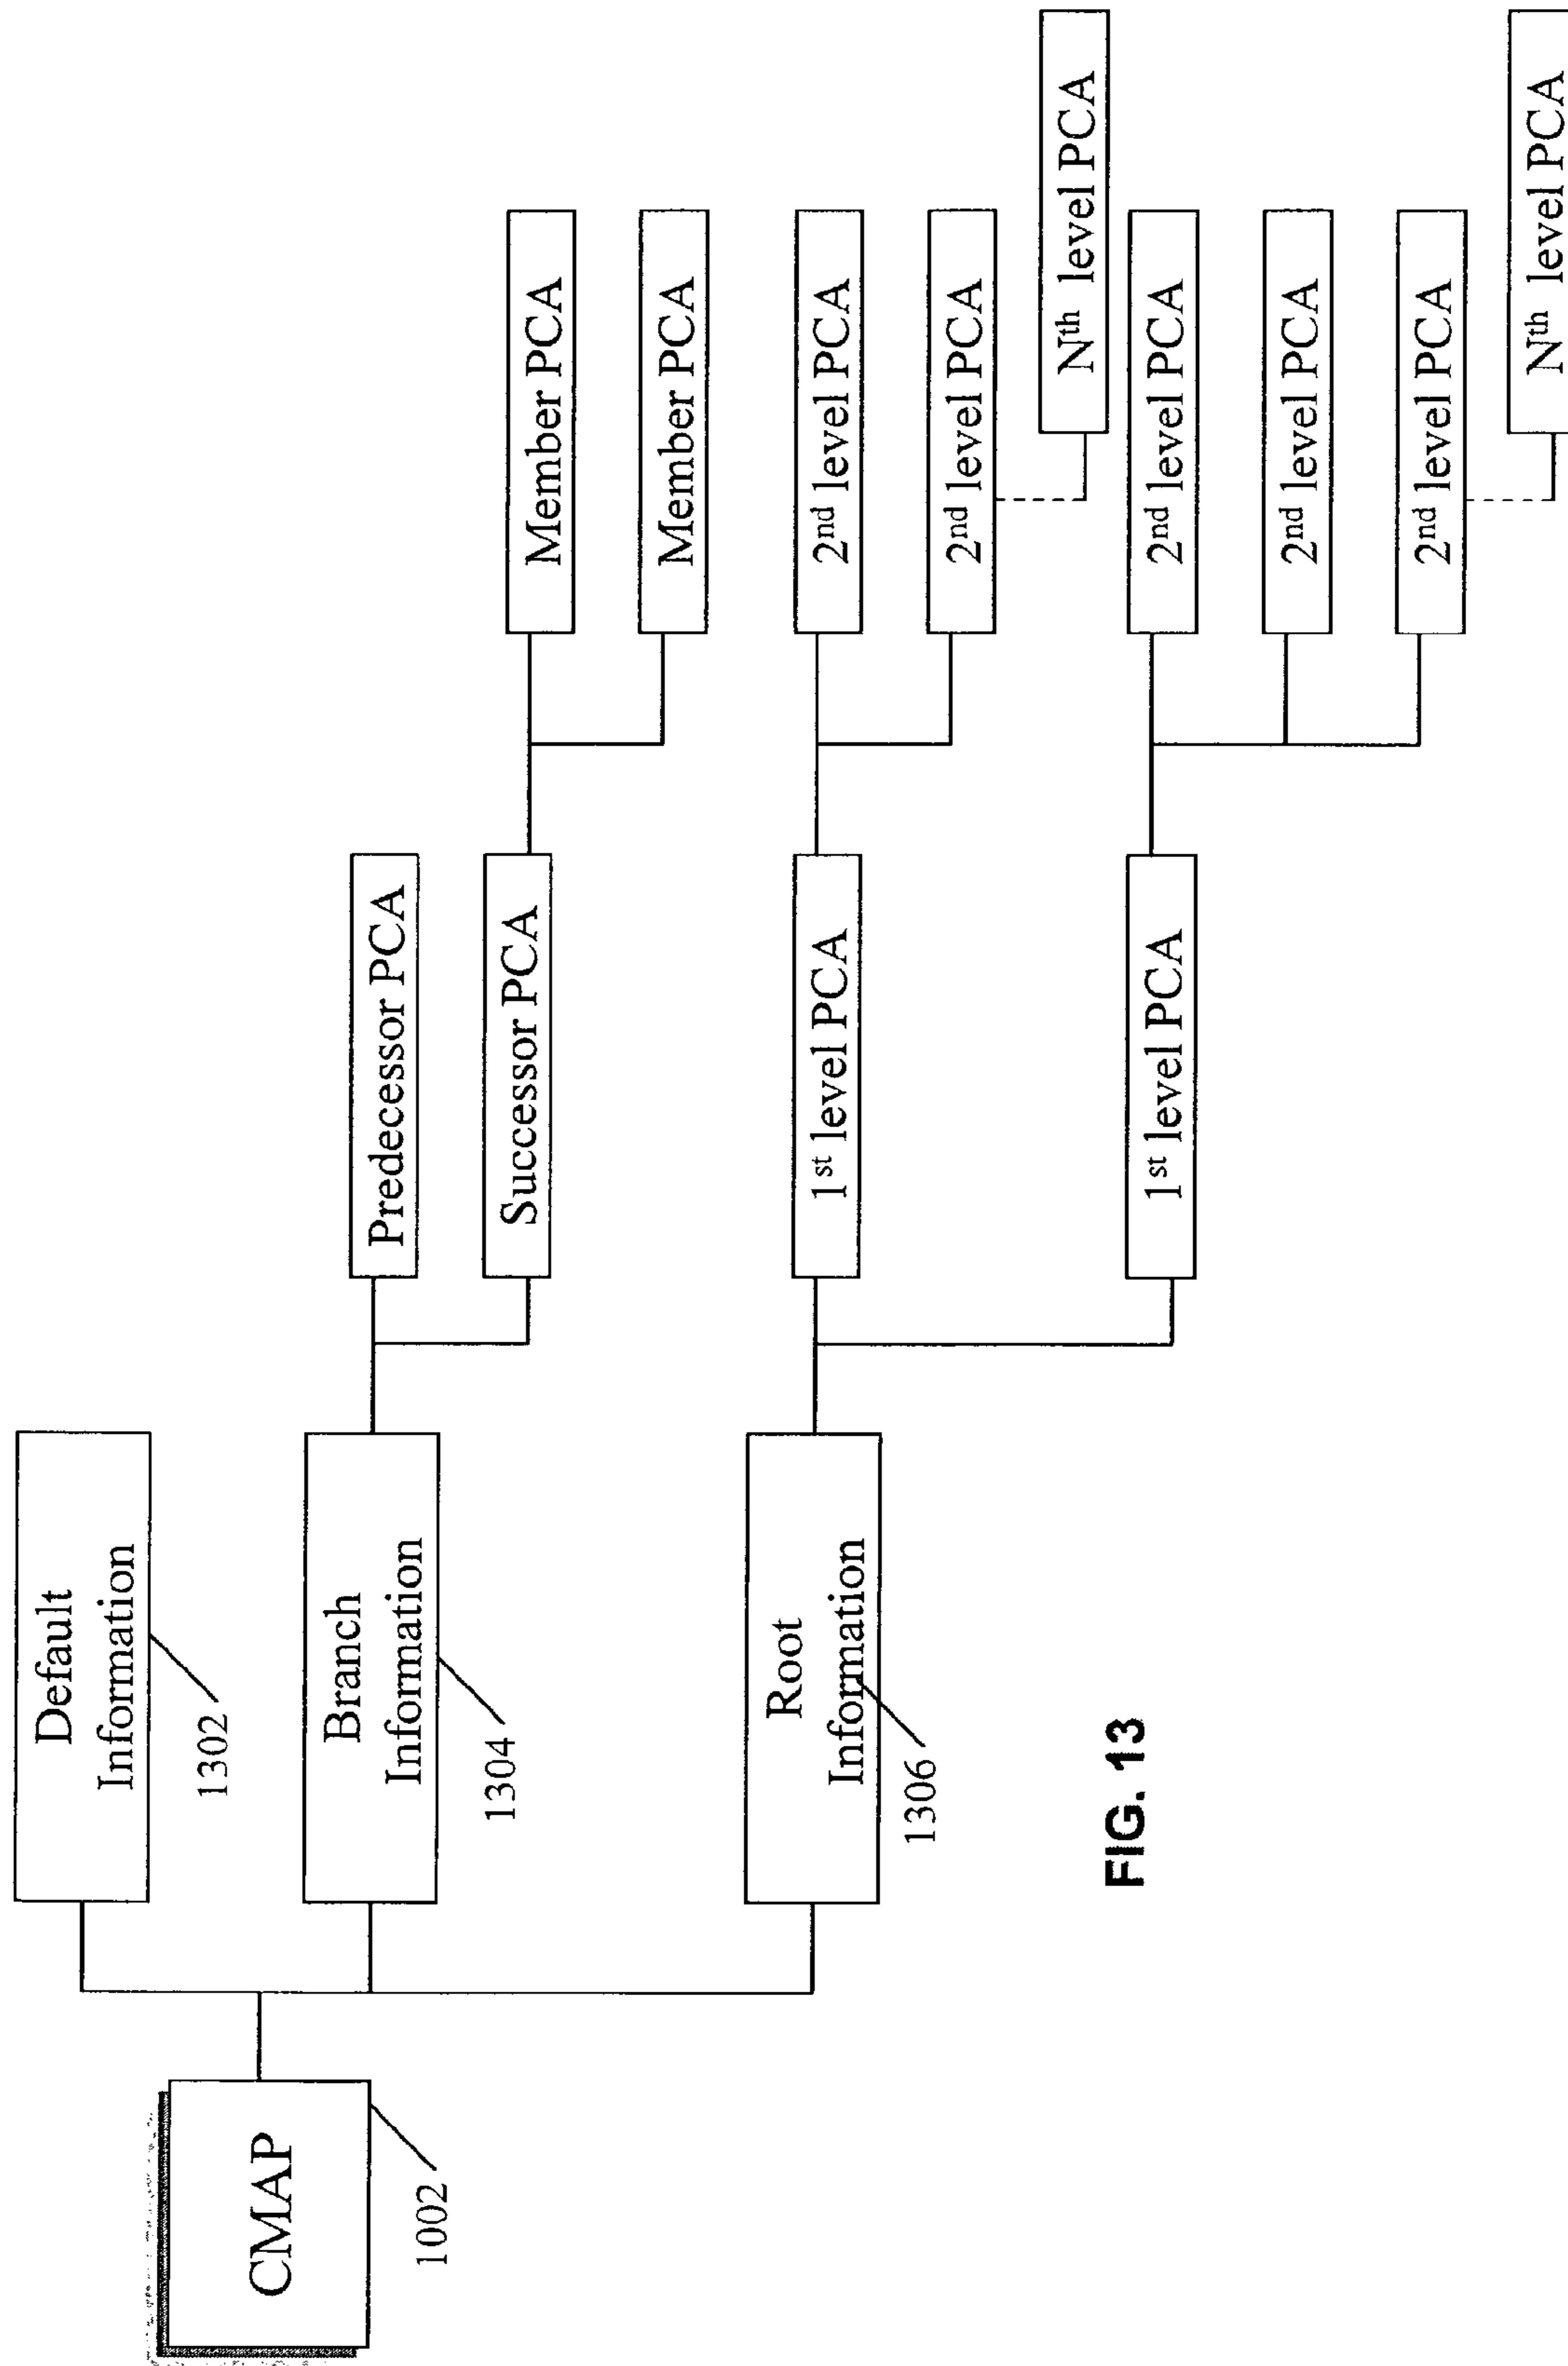 CMAP
1002
Default
Information
1302
Branch
Information
1304
Root
Information
1306
Predecessor PCA
Successor PCA
Member PCA
Member PCA
1st level PCA
2nd level PCA
2nd level PCA
Nth level PCA
1st level PCA
2nd level PCA
2nd level PCA
2nd level PCA
Nth level PCA
FIG. 13